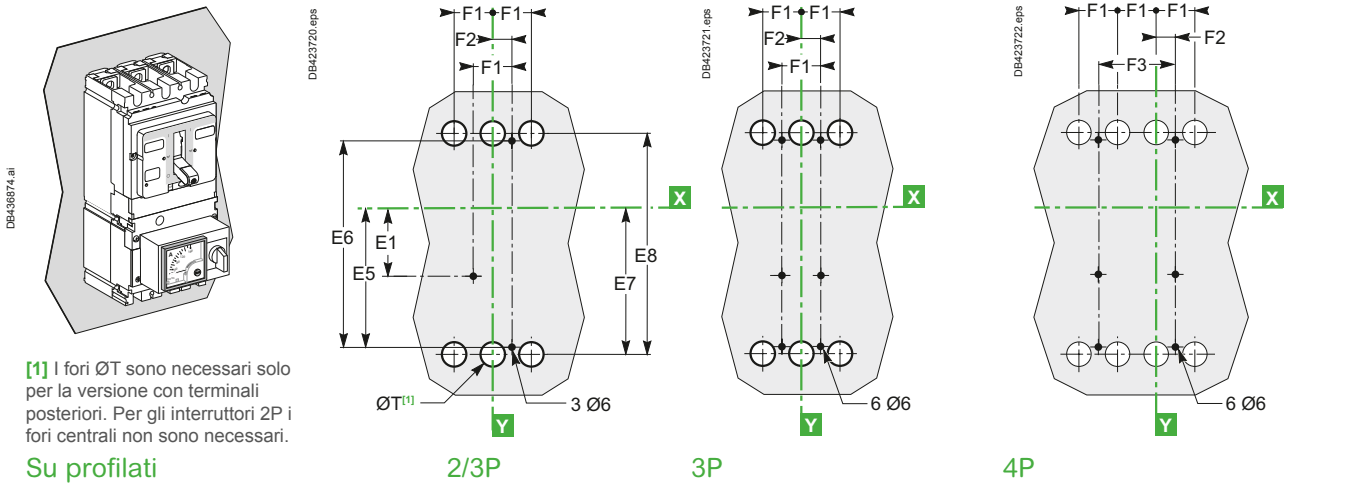 DB436874.ai
[1] I fori ØT sono necessari solo
per la versione con terminali
posteriori. Per gli interruttori 2P i
fori centrali non sono necessari.
Su profilati
DB423720.eps
F1 F1
F2
F1
X
E6
E1
E8
E5
E7
ØT[1]
3 Ø6
Y
2/3P
DB423721.eps
F1 F1
F2
F1
X
6 Ø6
Y
3P
DB423722.eps
F1 F1 F1
F2
F3
X
6 Ø6
Y
4P